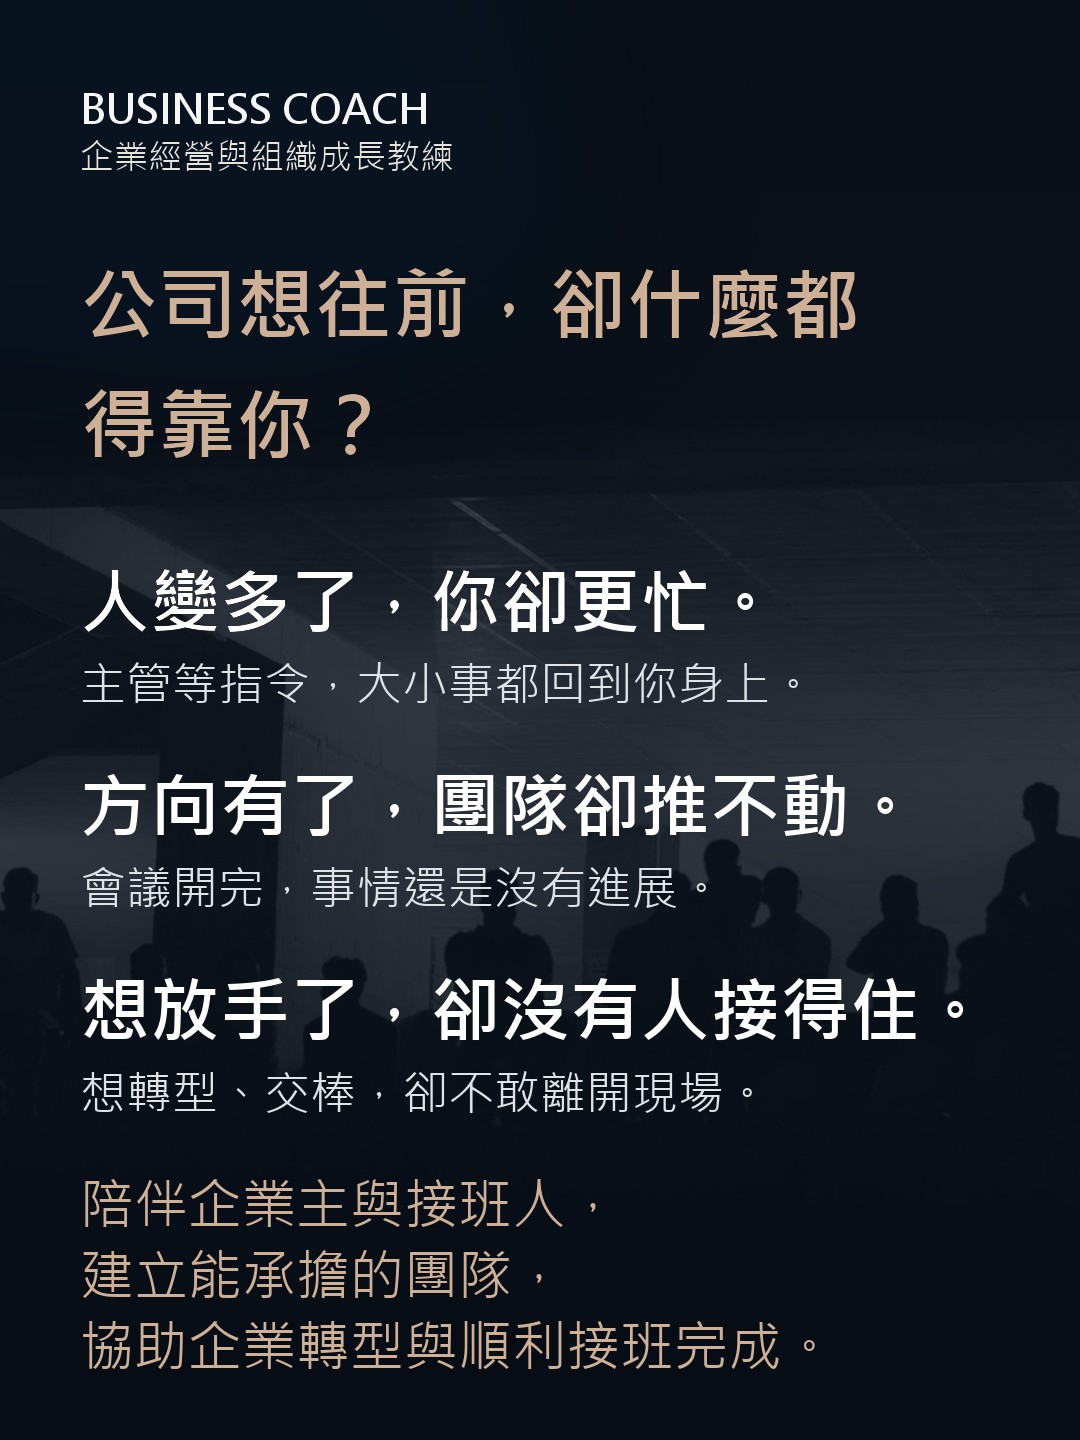 BUSINESS COACH
企業經營與組織成長教練
公司想往前，卻什麼都
得靠你？
人變多了，你卻更忙。
主管等指令，大小事都回到你身上。
方向有了，團隊卻推不動。
會議開完，事情還是沒有進展。
想放手了，卻沒有人接得住。
想轉型、交棒，卻不敢離開現場。
陪伴企業主與接班人，
建立能承擔的團隊，
協助企業轉型與順利接班完成。